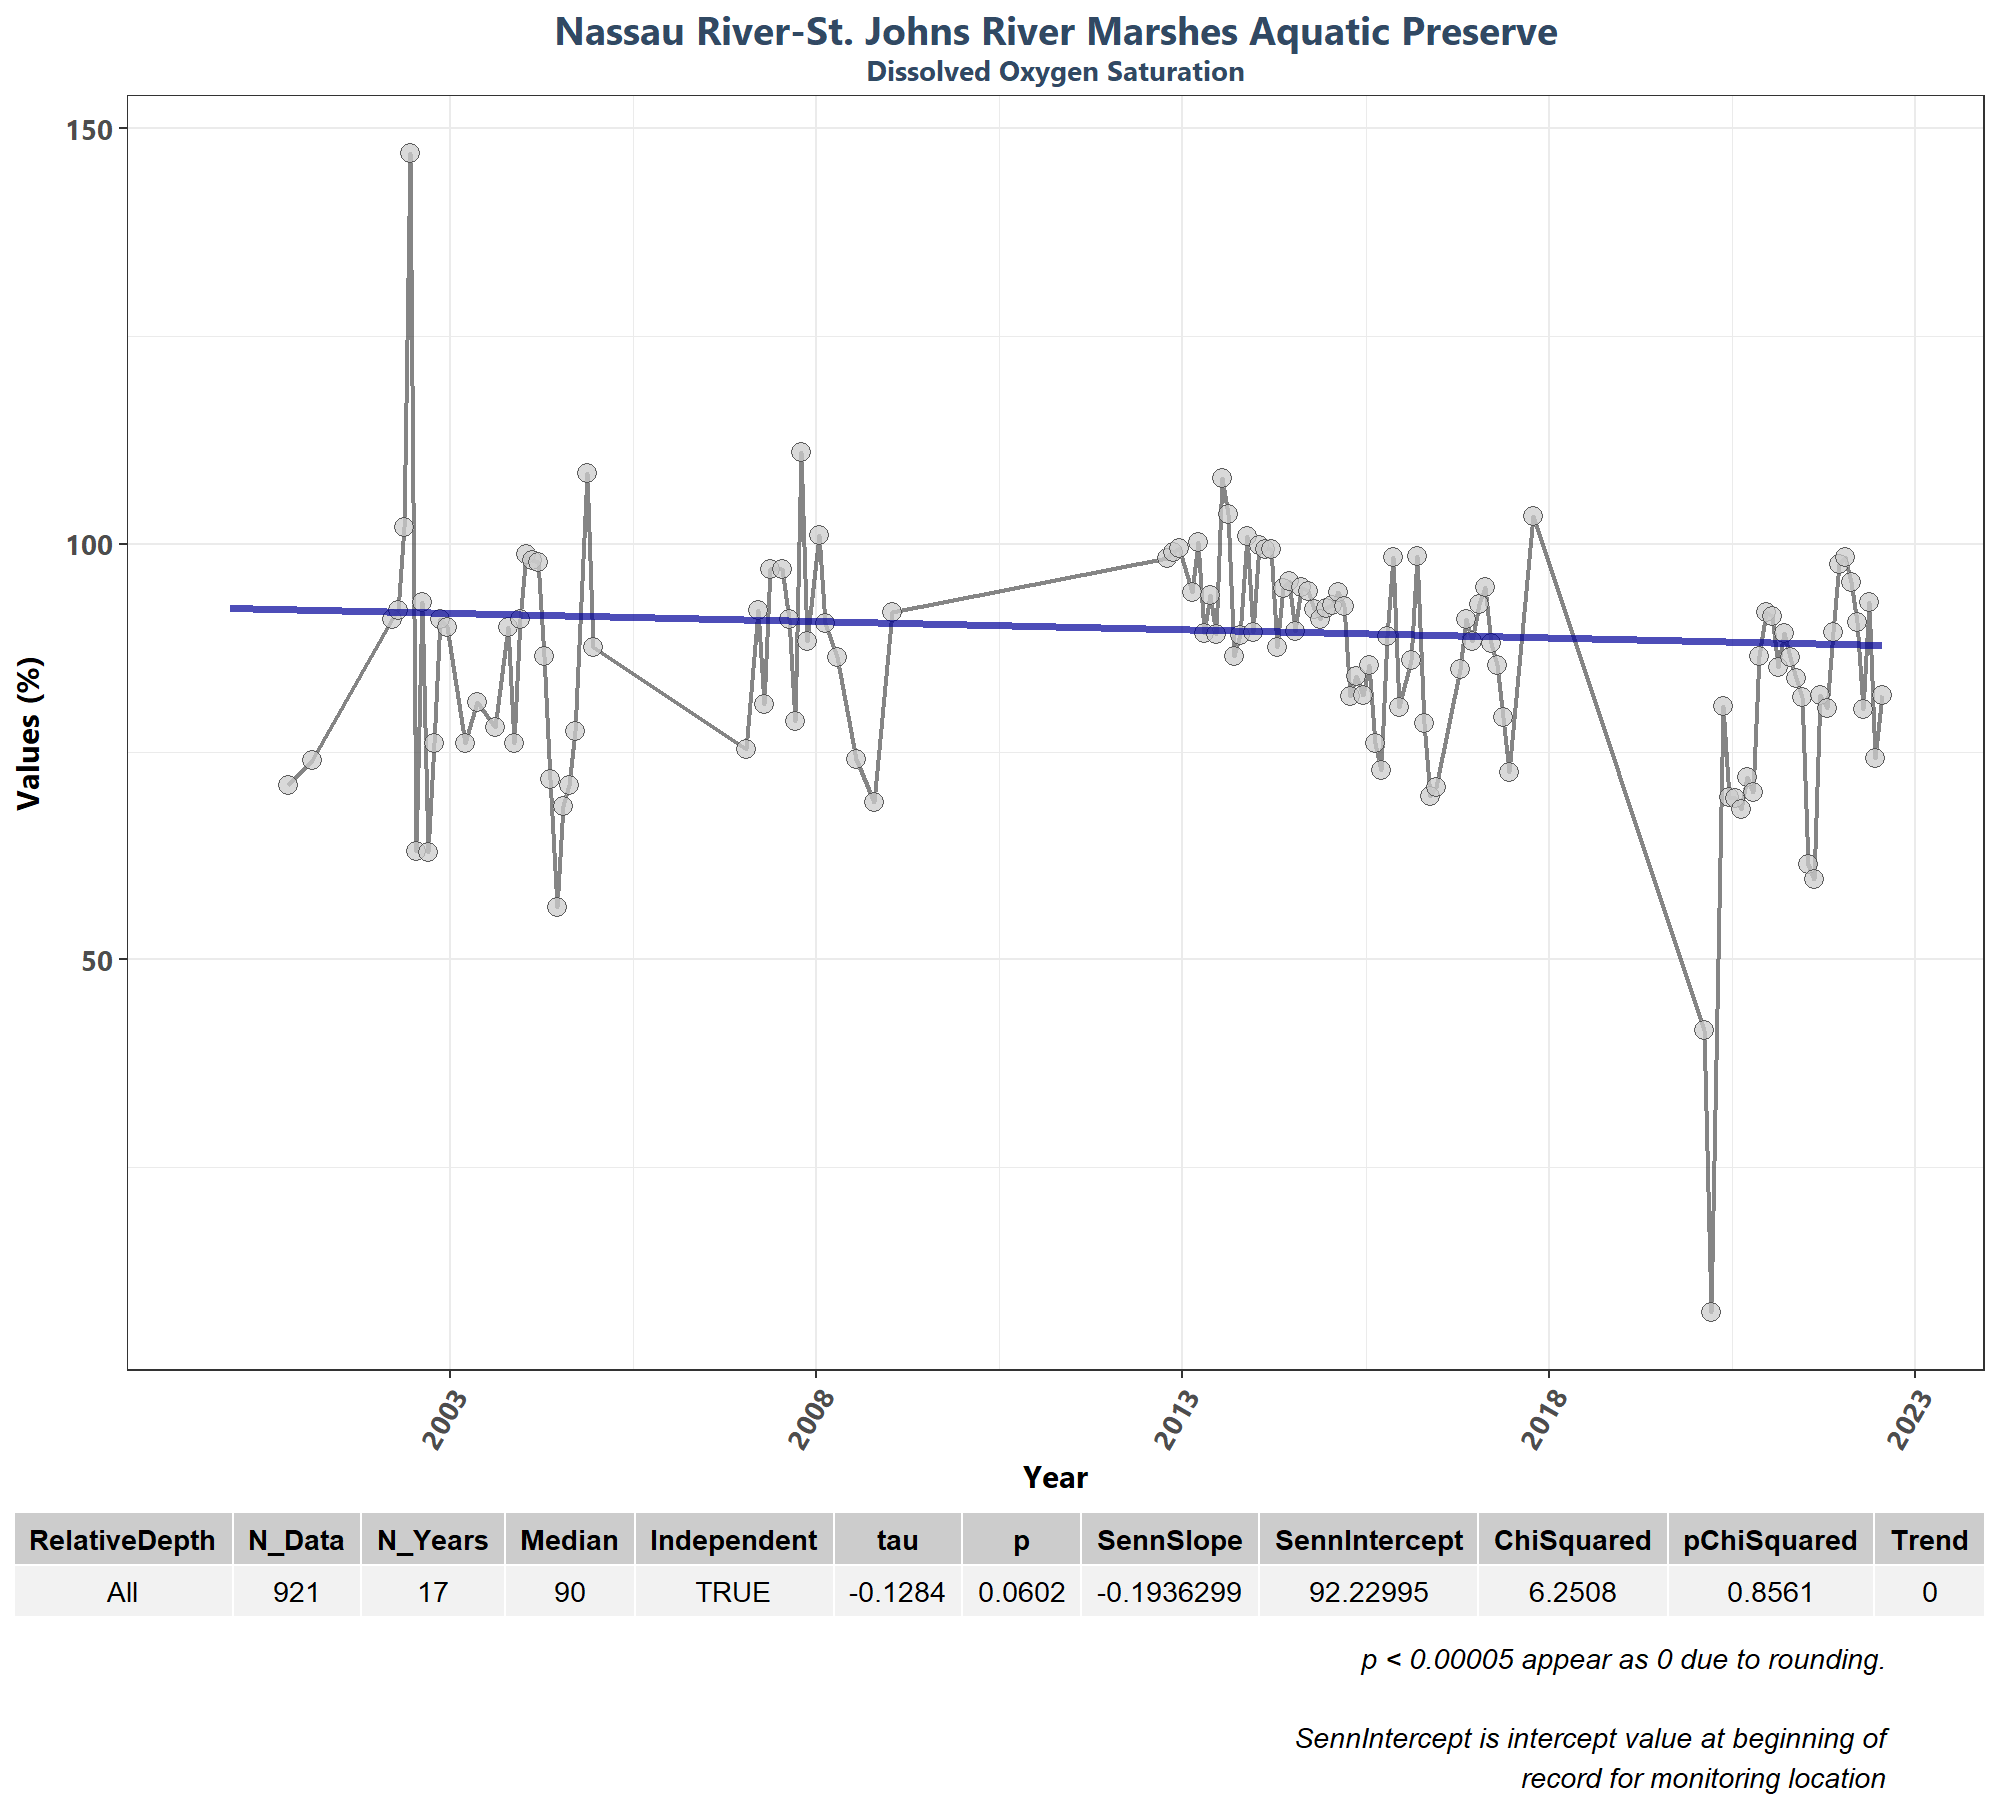 Nassau River-St. Johns River Marshes Aquatic Preserve
Dissolved Oxygen Saturation
150
100
50
Values (%)
2003 2008 2013 2018 2023
Year
RelativeDepth N_Data N_Years Median Independent tau p SennSlope SennIntercept ChiSquared pChiSquared Trend
All 921 17 90 TRUE -0.1284 0.0602 -0.1936299 92.22995 6.2508 0.8561 0
p < 0.00005 appear as 0 due to rounding.
SennIntercept is intercept value at beginning of
record for monitoring location